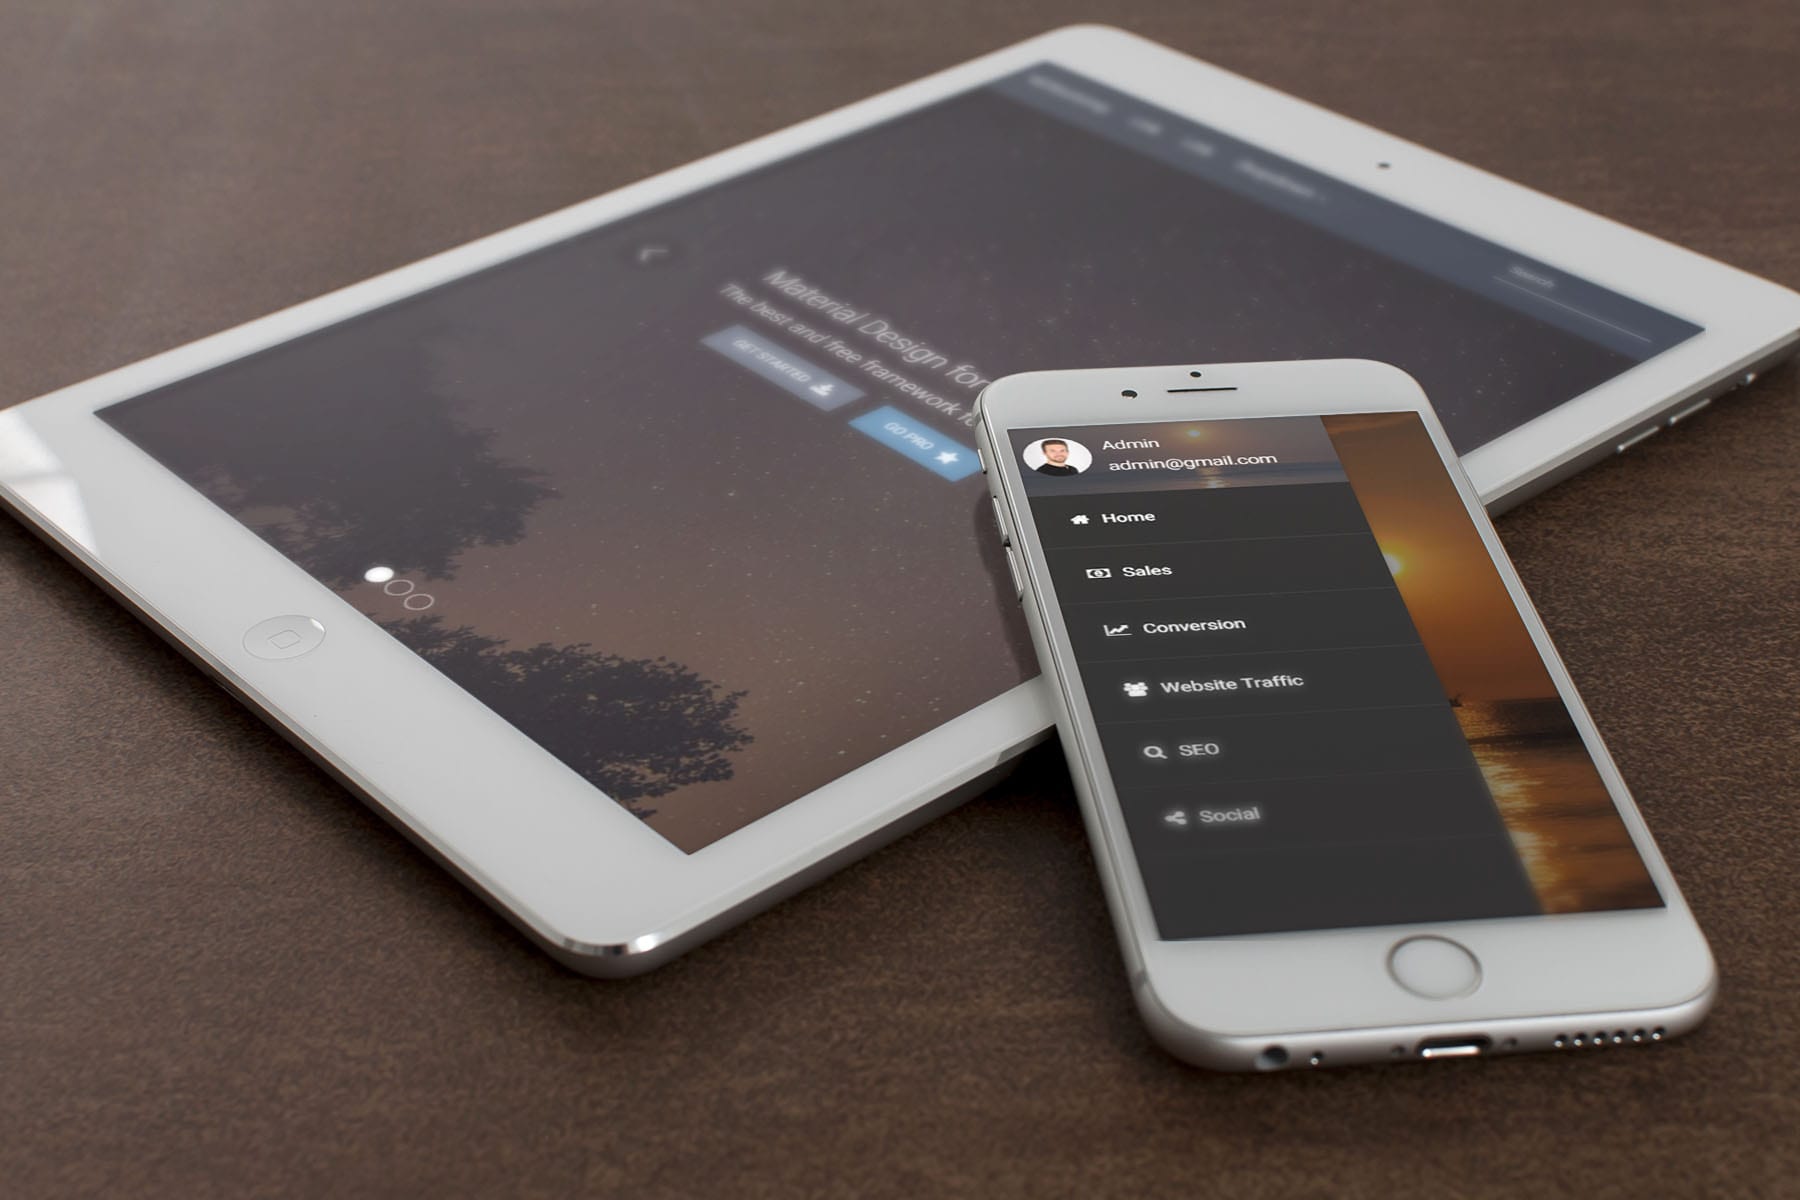 Search
Material Design for
The best and free framework fo
GET STARTED
GO PRO
Admin
admin@gmail.com
Home
Sales
Conversion
Website Traffic
SEO
Social